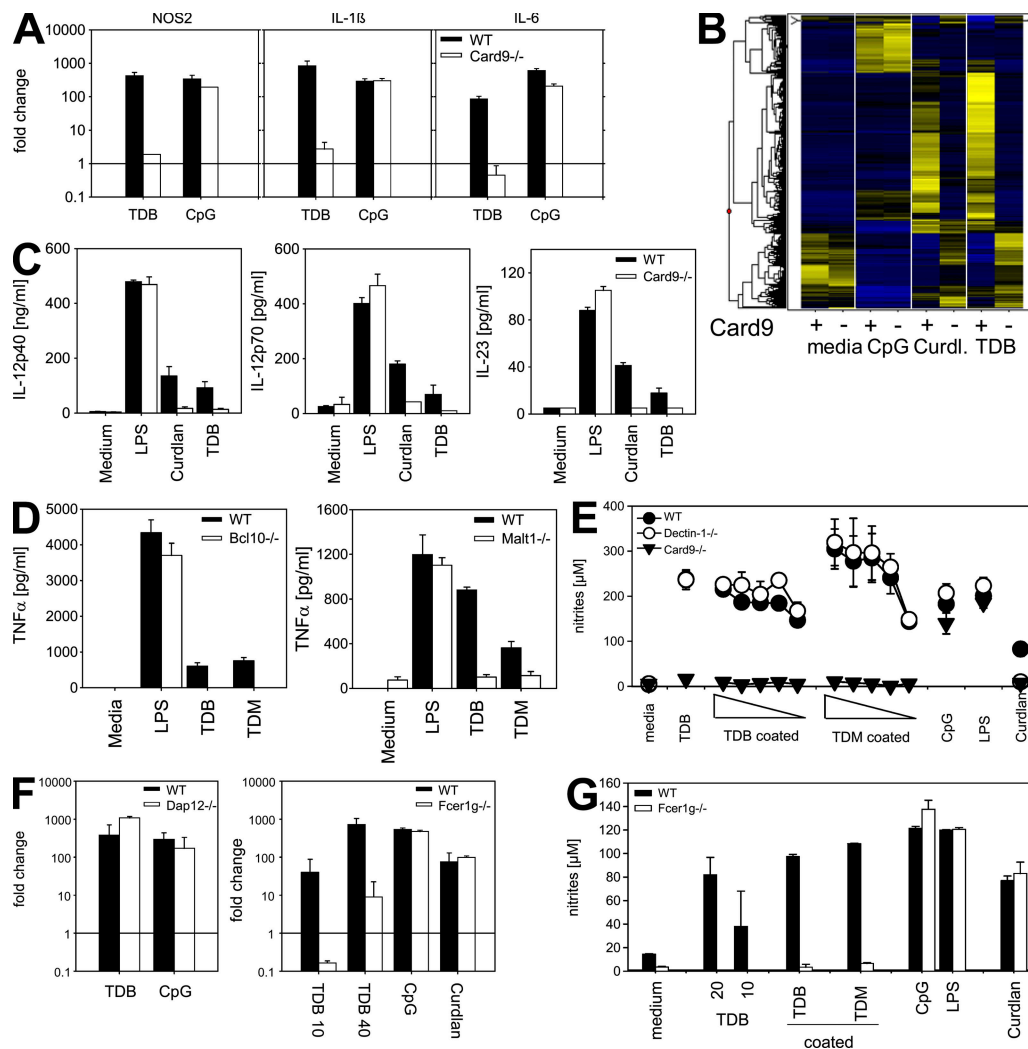 A
NOS2
IL-1ß
IL-6
fold change
10000
1000
100
10
1
0.1
WT
Card9-/-
TDB
CpG
TDB
CpG
TDB
CpG
B
Card9
+
-
+
-
+
-
+
-
media CpG Curdl. TDB
C
IL-12p40 [ng/ml]
600
400
200
0
Medium
LPS
Curdlan
TDB
IL-12p70 [pg/ml]
600
400
200
0
Medium
LPS
Curdlan
TDB
IL-23 [pg/ml]
120
80
40
0
WT
Card9-/-
Medium
LPS
Curdlan
TDB
D
TNFα [pg/ml]
5000
4000
3000
2000
1000
0
WT
Bcl10-/-
Media
LPS
TDB
TDM
TNFα [pg/ml]
1600
1200
800
400
0
WT
Malt1-/-
Medium
LPS
TDB
TDM
E
WT
Dectin-1-/-
Card9-/-
nitrites [µM]
400
300
200
100
0
media
TDB
TDB coated
TDM coated
CpG
LPS
Curdlan
F
fold change
10000
1000
100
10
1
0.1
WT
Dap12-/-
TDB
CpG
fold change
10000
1000
100
10
1
0.1
WT
Fcer1g-/-
TDB 10
TDB 40
CpG
Curdlan
G
WT
Fcer1g-/-
nitrites [µM]
160
140
120
100
80
60
40
20
0
medium
20
10
TDB
TDB
TDM
coated
CpG
LPS
Curdlan